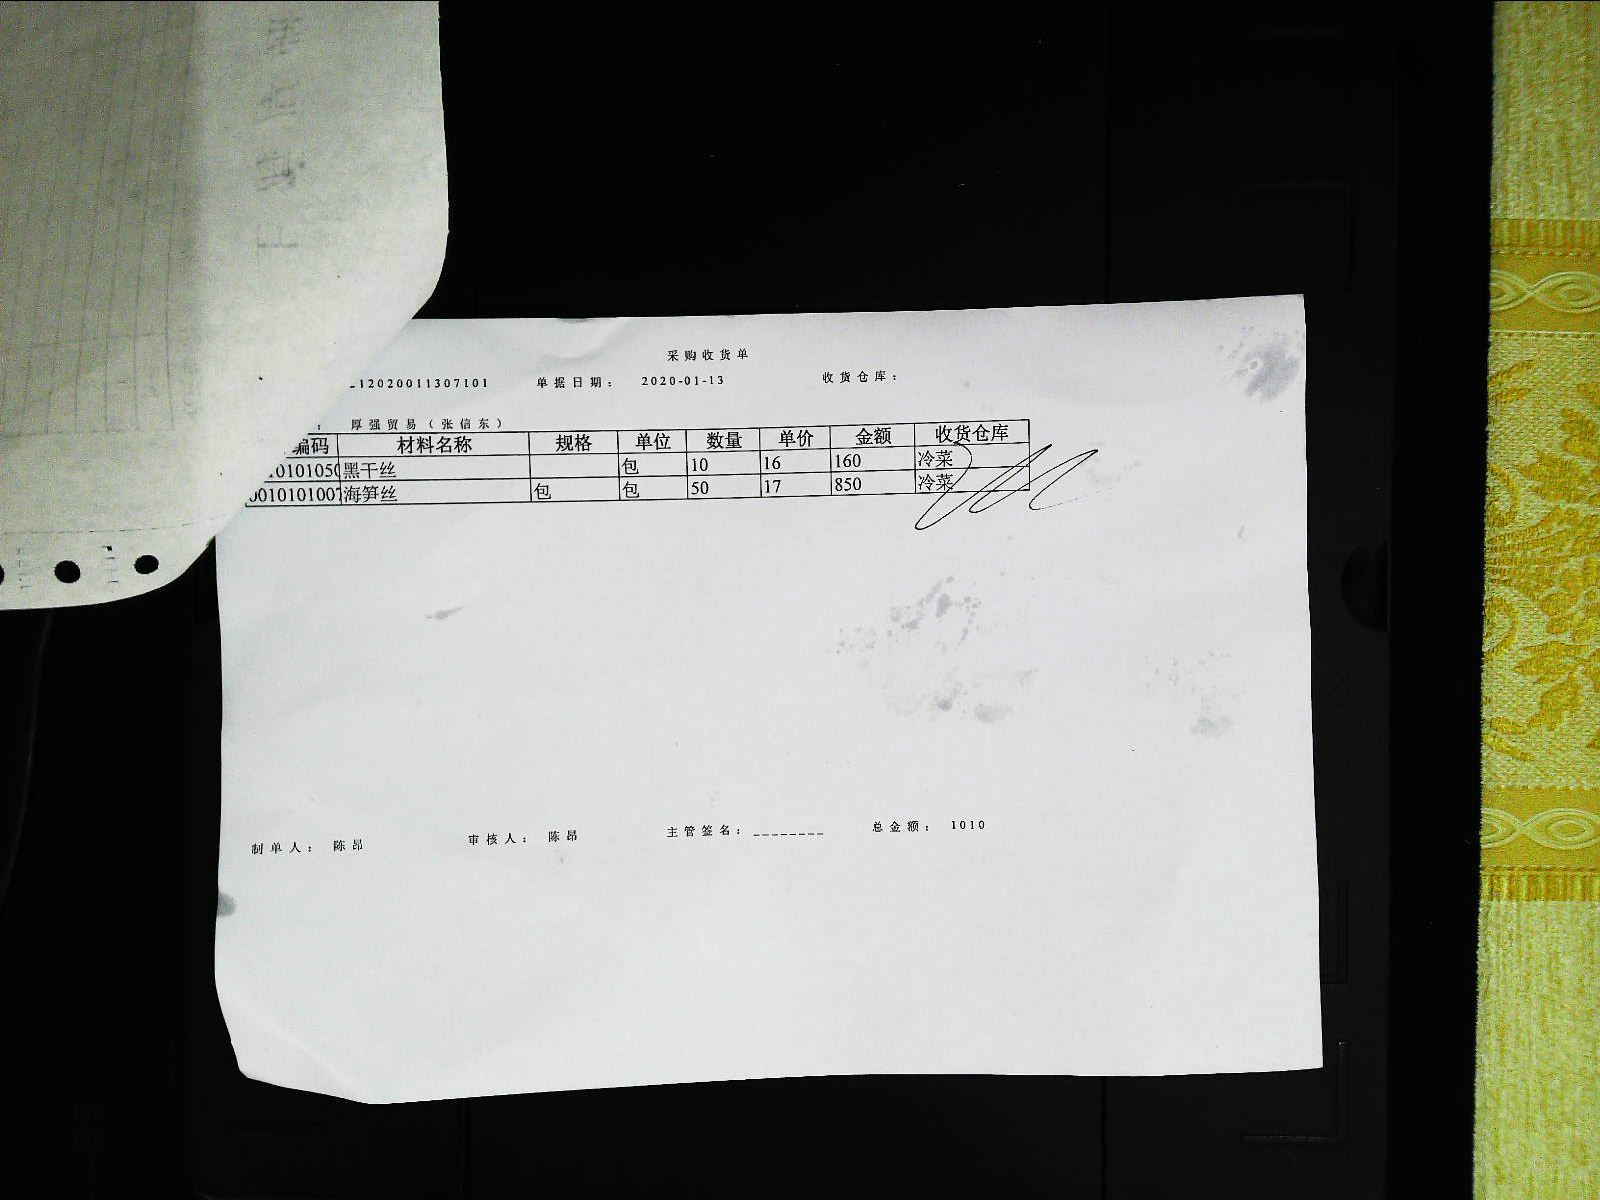 采购收货单
12020011307101 单据日期： 2020-01-13 收货仓库：
： 厚强贸易（张信东）
编码 材料名称 规格 单位 数量 单价 金额 收货仓库
10101050 黑干丝 包 10 16 160 冷菜
0010101007 海笋丝 包 包 50 17 850 冷菜
制单人： 陈昂 审核人： 陈昂 主管签名：________ 总金额： 1010